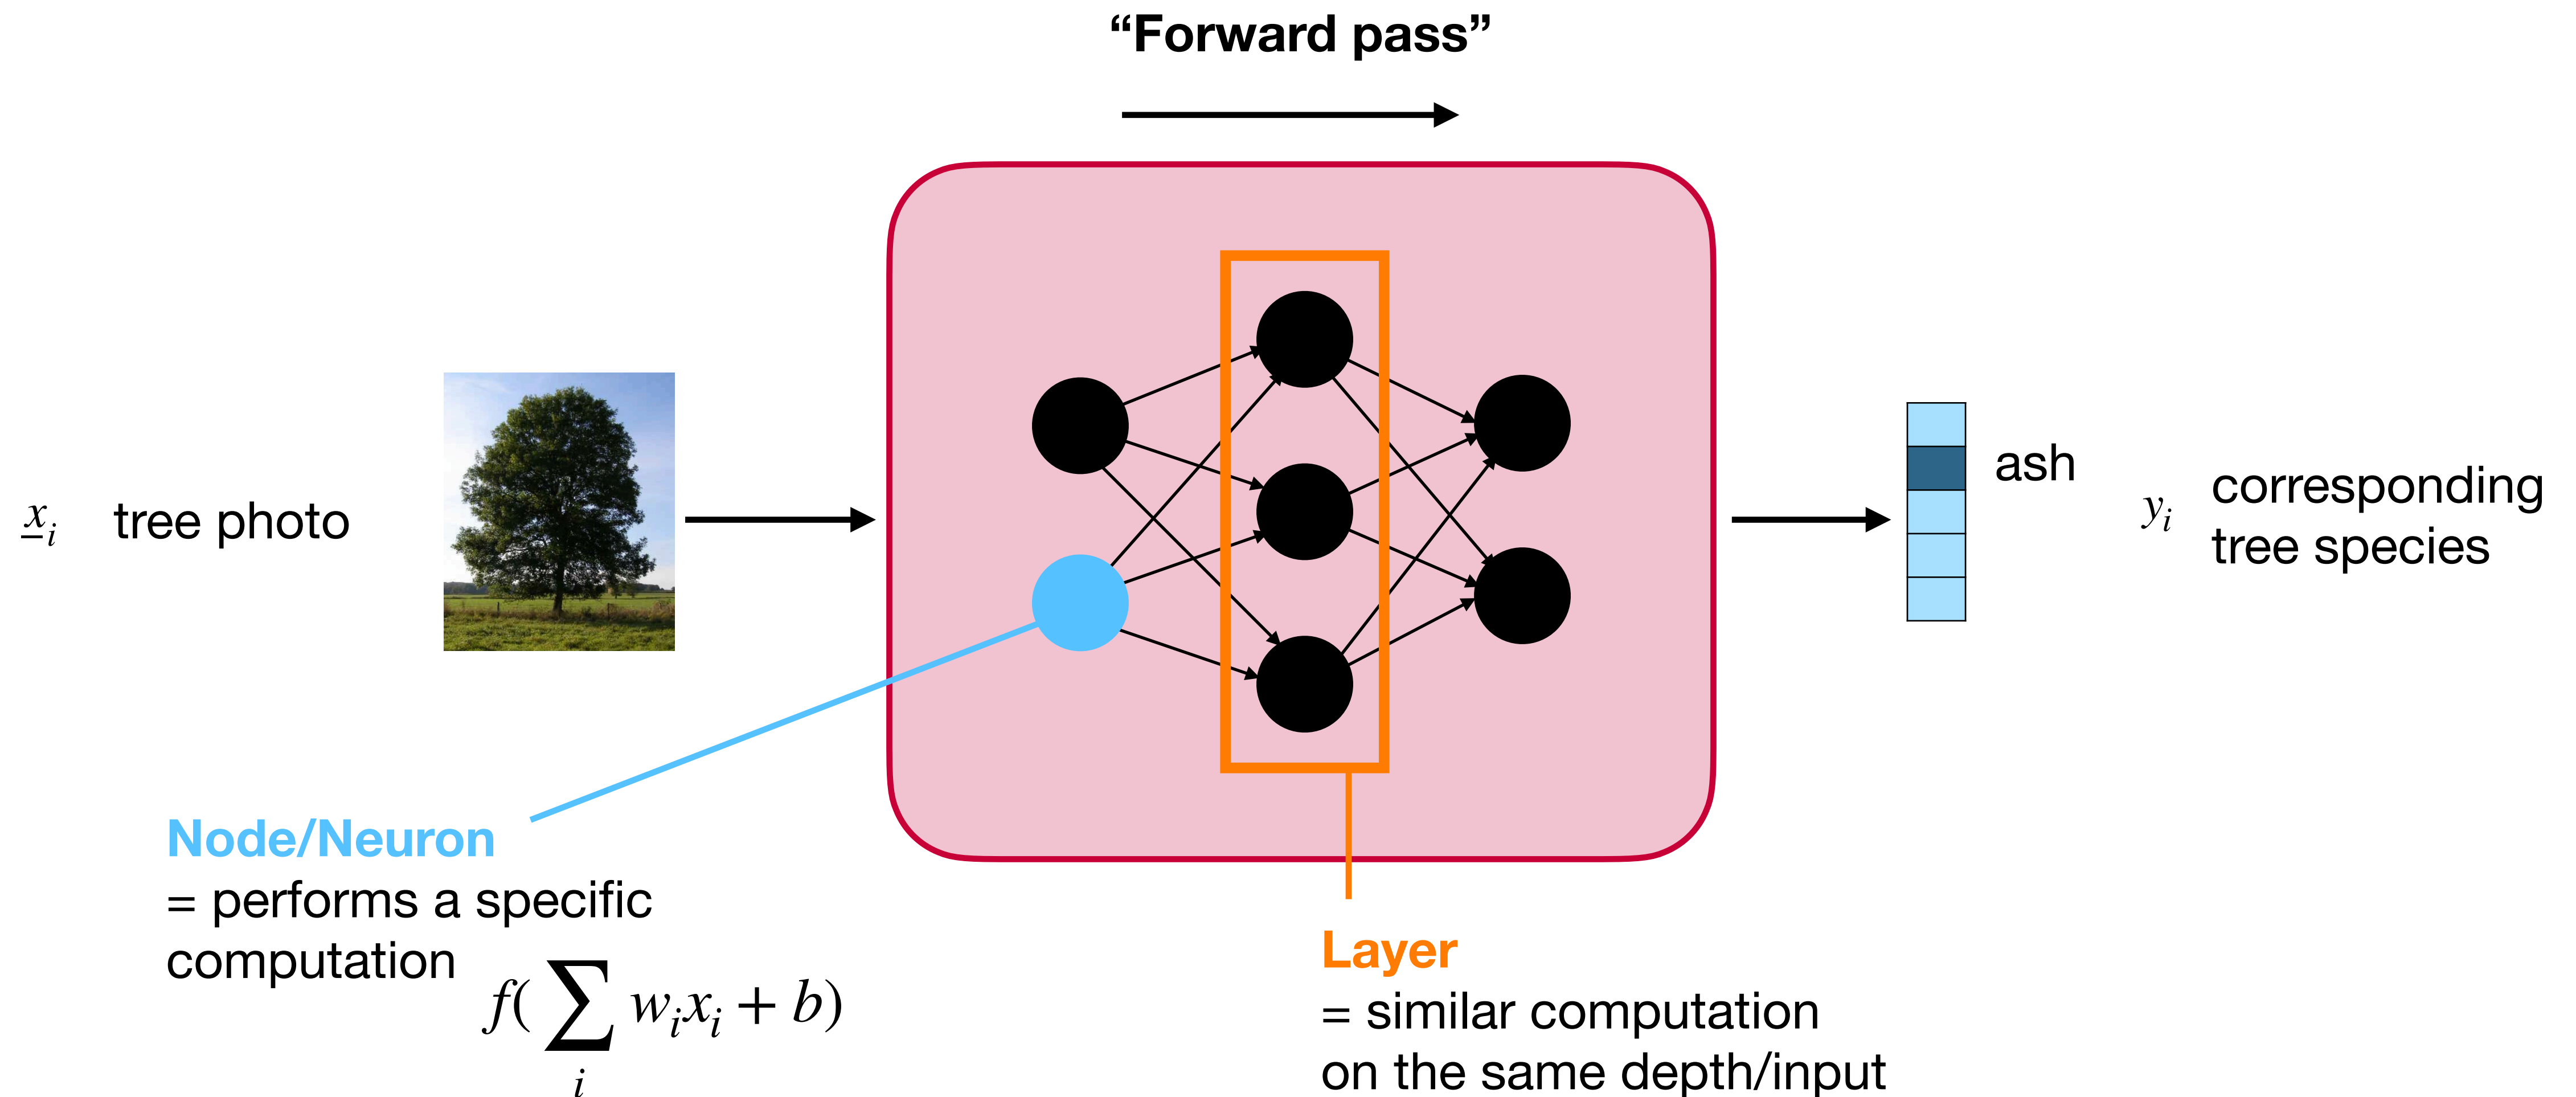 “Forward pass”
x_i tree photo
ash
y_i corresponding
tree species
Node/Neuron
= performs a specific
computation
f( ∑_i w_i x_i + b)
Layer
= similar computation
on the same depth/input